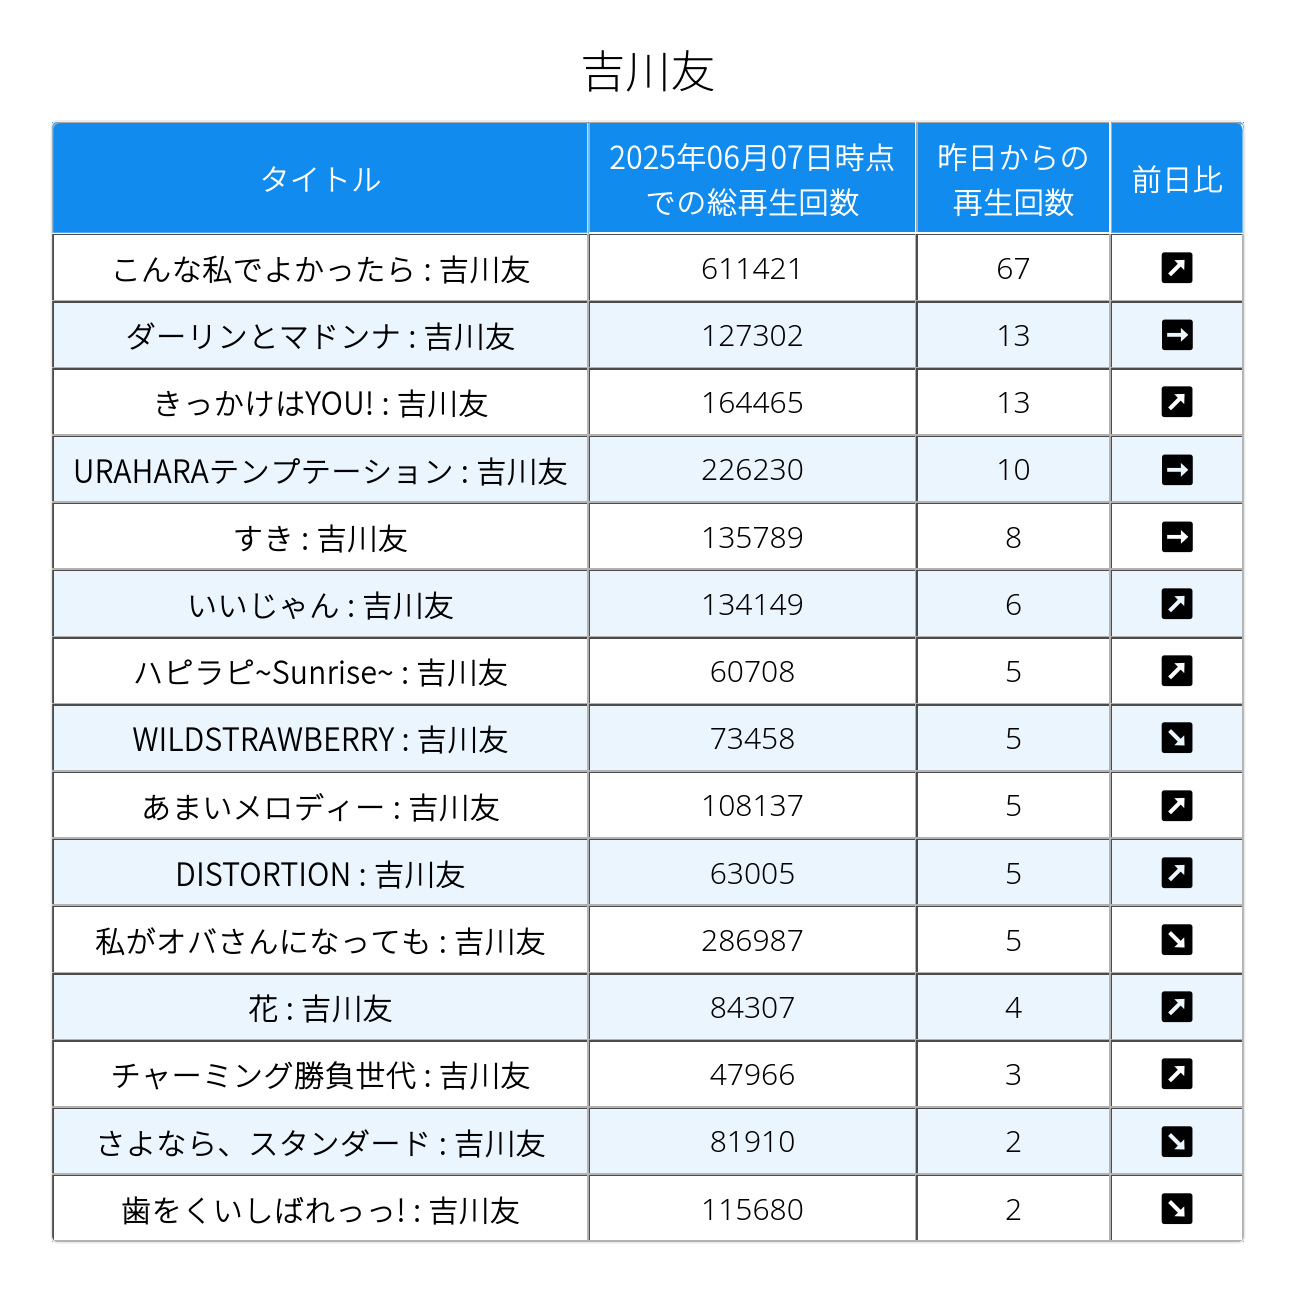 吉川友
タイトル 2025年06月07日時点での総再生回数 昨日からの再生回数 前日比
こんな私でよかったら : 吉川友 611421 67 ↗
ダーリンとマドンナ : 吉川友 127302 13 →
きっかけはYOU! : 吉川友 164465 13 ↗
URAHARAテンプテーション : 吉川友 226230 10 →
すき : 吉川友 135789 8 →
いいじゃん : 吉川友 134149 6 ↗
ハピラピ~Sunrise~ : 吉川友 60708 5 ↗
WILDSTRAWBERRY : 吉川友 73458 5 ↘
あまいメロディー : 吉川友 108137 5 ↗
DISTORTION : 吉川友 63005 5 ↗
私がオバさんになっても : 吉川友 286987 5 ↘
花 : 吉川友 84307 4 ↗
チャーミング勝負世代 : 吉川友 47966 3 ↗
さよなら、スタンダード : 吉川友 81910 2 ↘
歯をくいしばれっっ! : 吉川友 115680 2 ↘